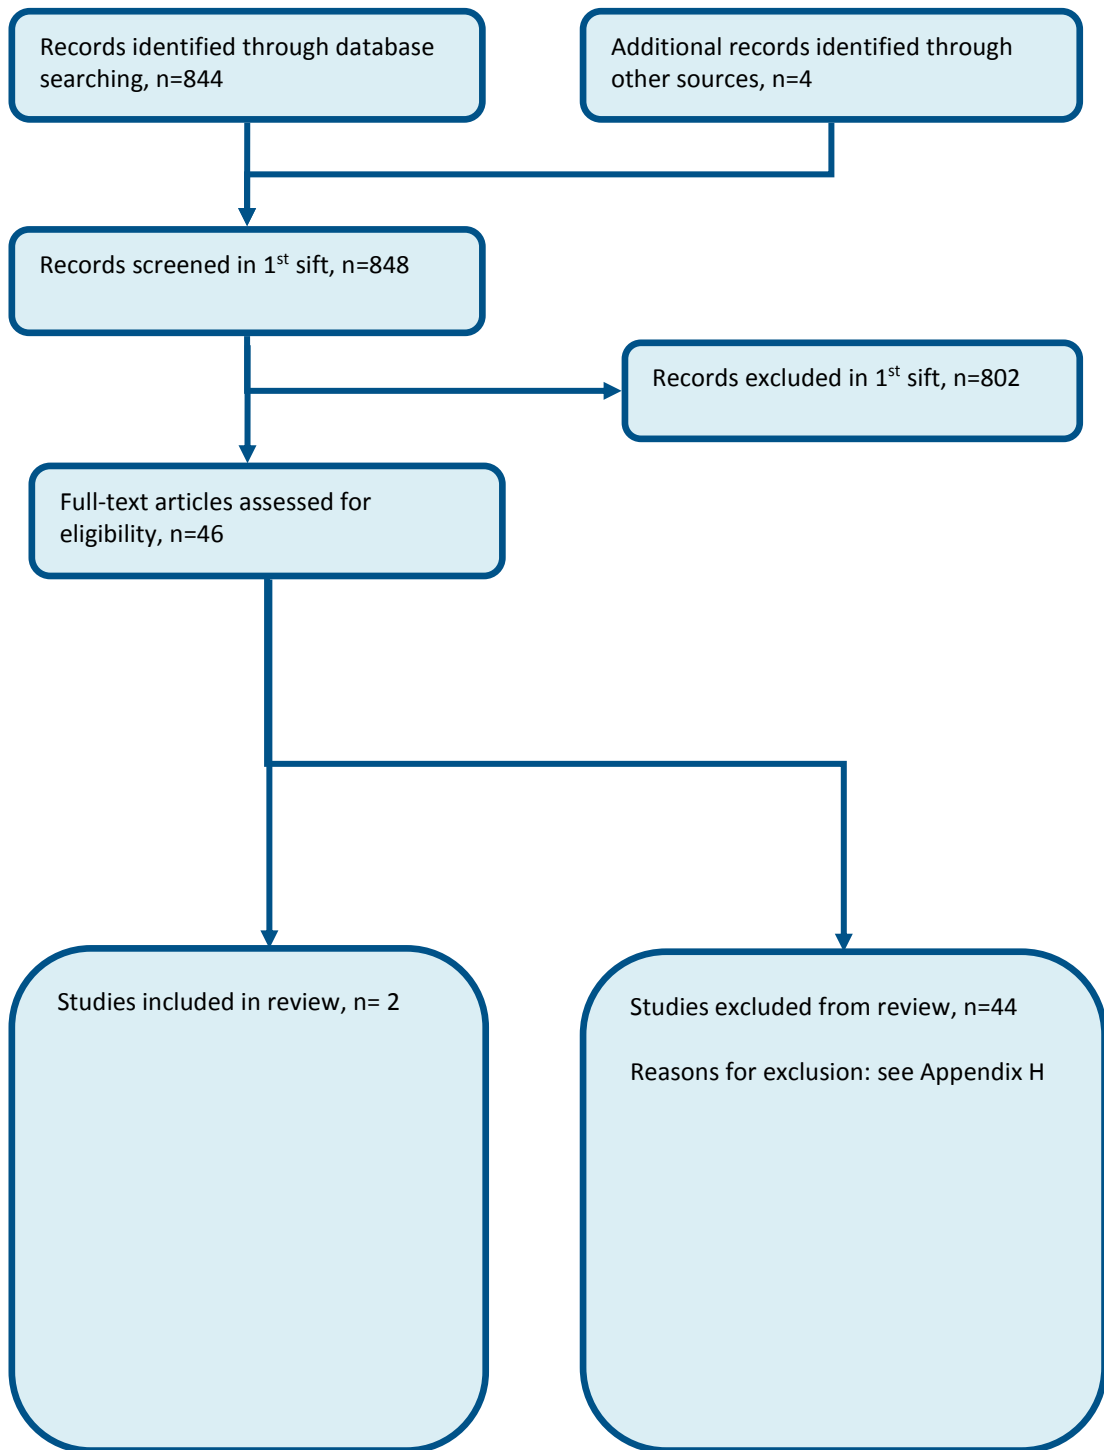 Records identified through database
searching, n=844
Additional records identified through
other sources, n=4
Records screened in 1st sift, n=848
Records excluded in 1st sift, n=802
Full-text articles assessed for
eligibility, n=46
Studies included in review, n= 2
Studies excluded from review, n=44
Reasons for exclusion: see Appendix H